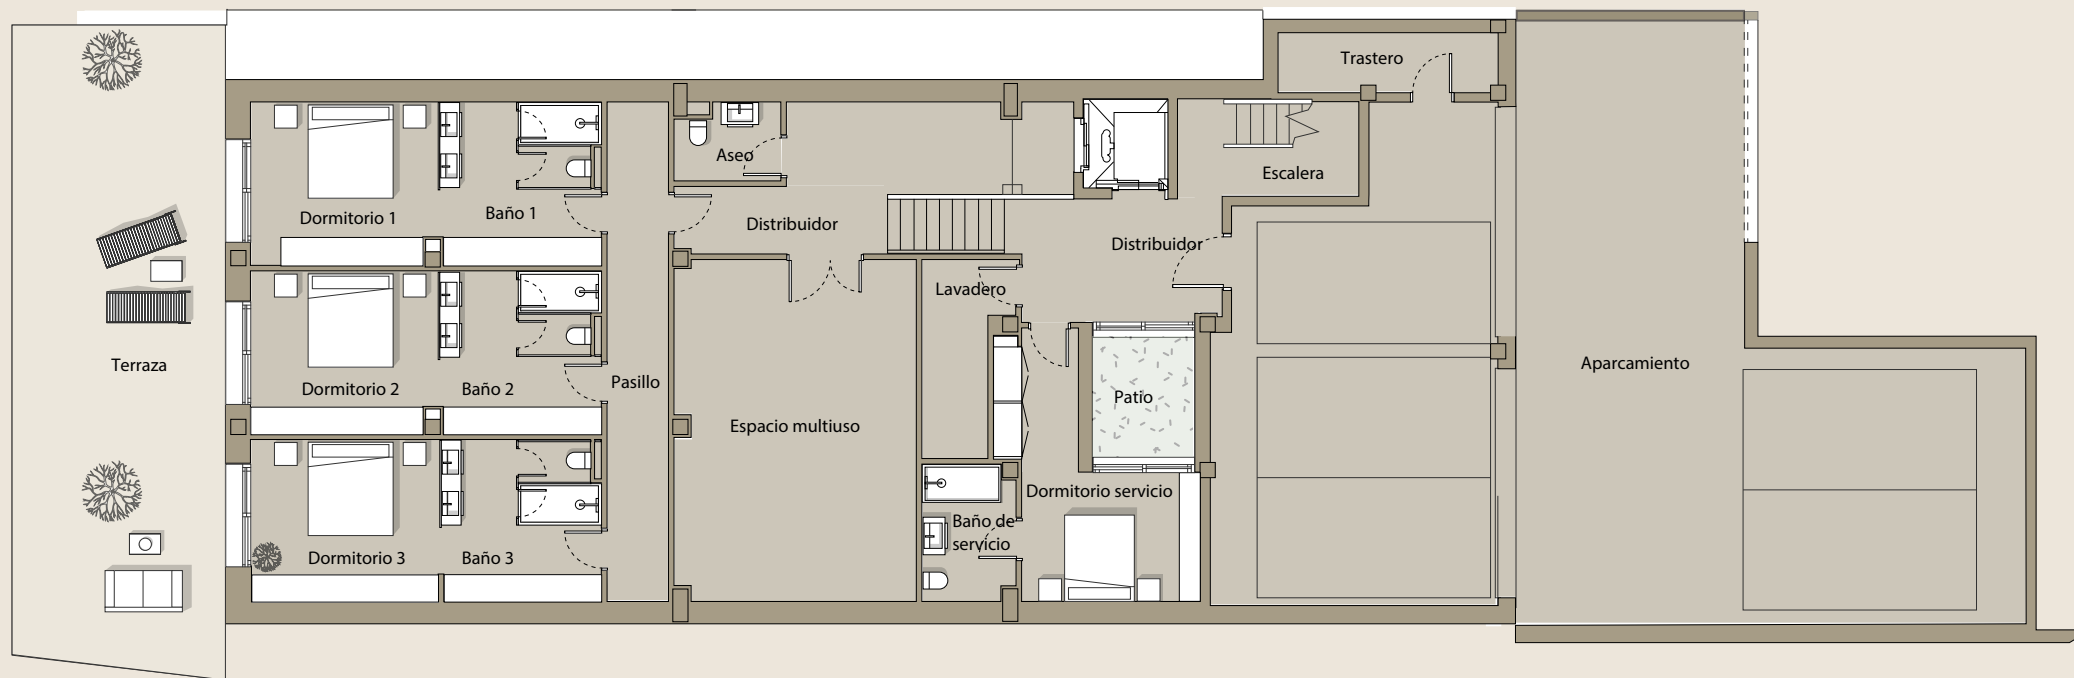 Trastero
Aseo
Escalera
Dormitorio 1
Baño 1
Distribuidor
Distribuidor
Lavadero
Terraza
Dormitorio 2
Baño 2
Pasillo
Espacio multiuso
Patio
Aparcamiento
Dormitorio servicio
Baño de
servicio
Dormitorio 3
Baño 3